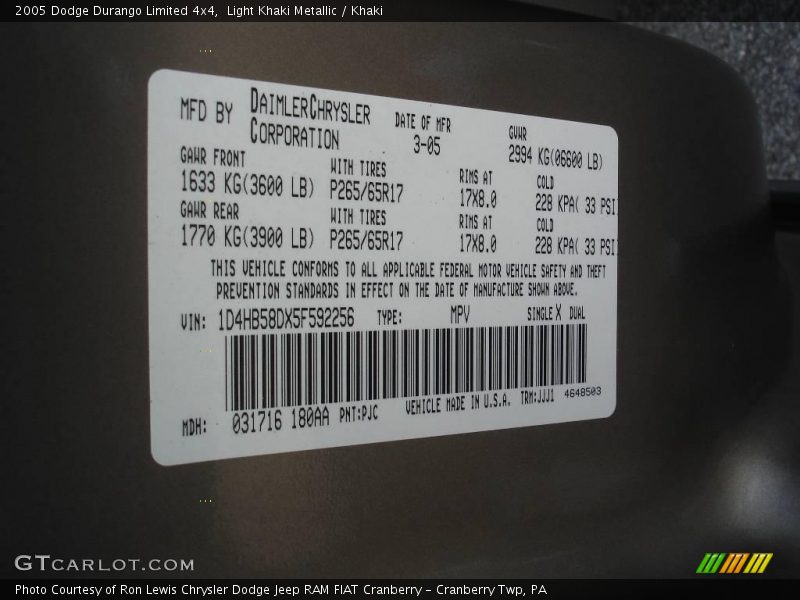 2005 Dodge Durango Limited 4x4,  Light Khaki Metallic / Khaki
MFD BY DAIMLERCHRYSLER CORPORATION
DATE OF MFR 3-05
GVWR 2994 KG(06600 LB)
GAWR FRONT WITH TIRES RIMS AT COLD
1633 KG(3600 LB) P265/65R17 17X8.0 228 KPA( 33 PSI)
GAWR REAR WITH TIRES RIMS AT COLD
1770 KG(3900 LB) P265/65R17 17X8.0 228 KPA( 33 PSI)
THIS VEHICLE CONFORMS TO ALL APPLICABLE FEDERAL MOTOR VEHICLE SAFETY AND THEFT
PREVENTION STANDARDS IN EFFECT ON THE DATE OF MANUFACTURE SHOWN ABOVE.
VIN: 1D4HB58DX5F592256 TYPE: MPV SINGLE X DUAL
MDH: 031716 180AA PNT:PJC VEHICLE MADE IN U.S.A. TRM:JJJ1 4648503
GTCARLOT.COM
Photo Courtesy of Ron Lewis Chrysler Dodge Jeep RAM FIAT Cranberry – Cranberry Twp, PA